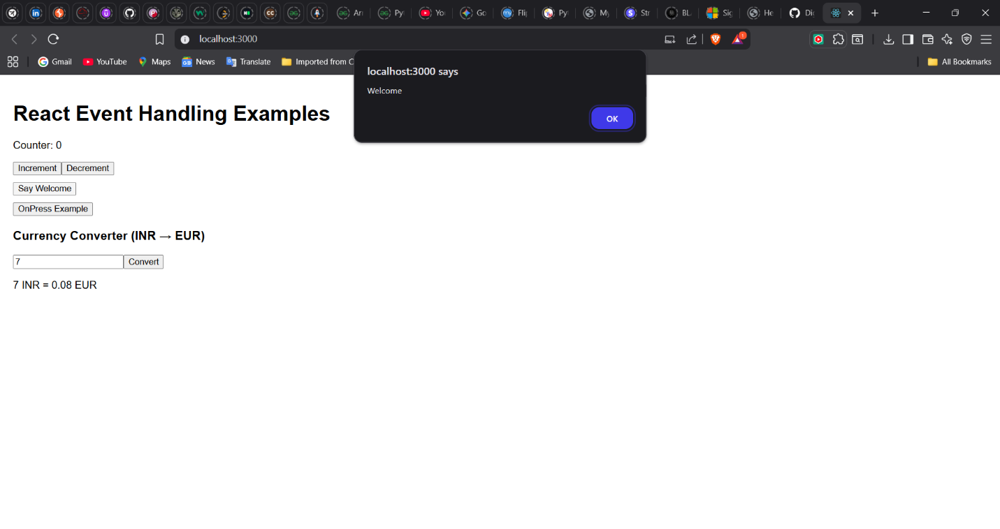 Ar
Py
Yo
Go
Fli
Py
My
Str
BL
Sig
He
Di
localhost:3000
1
Gmail
YouTube
Maps
News
Translate
Imported from C
All Bookmarks
localhost:3000 says
Welcome
OK
React Event Handling Examples
Counter: 0
Increment Decrement
Say Welcome
OnPress Example
Currency Converter (INR → EUR)
7 Convert
7 INR = 0.08 EUR